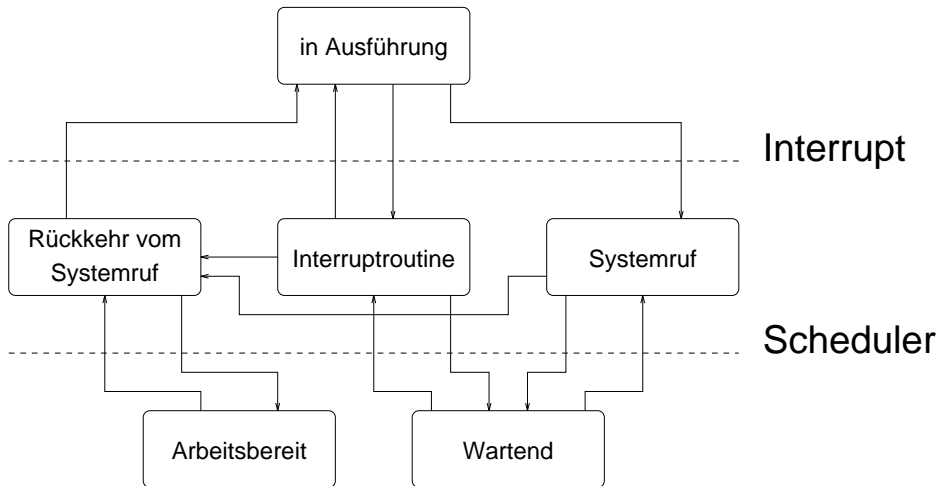 in Ausführung
Interrupt
Rückkehr vom
Systemruf
Interruptroutine
Systemruf
Scheduler
Arbeitsbereit
Wartend